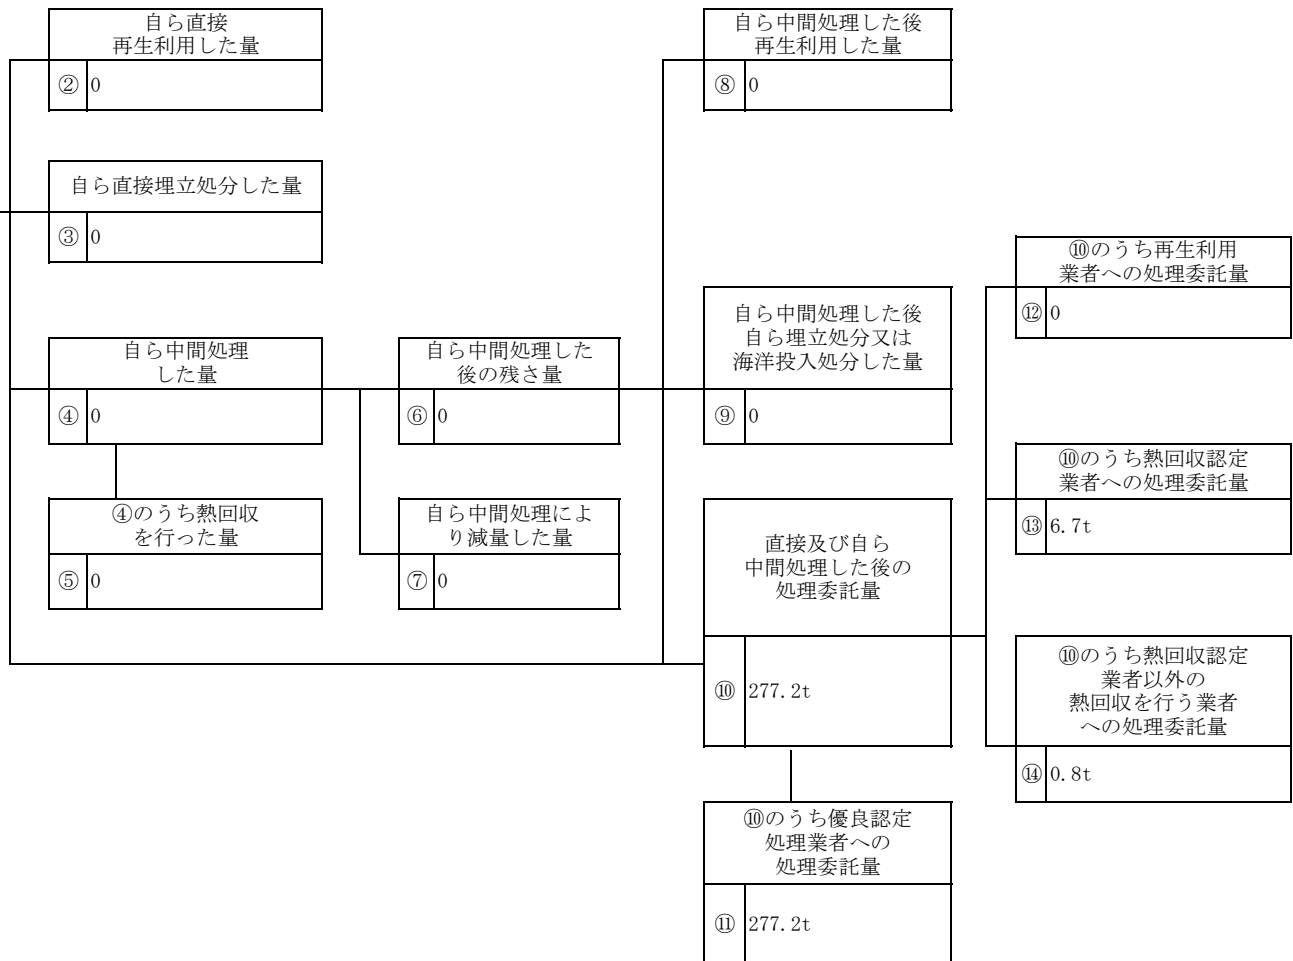 自ら直接
再生利用した量
② 0
自ら直接埋立処分した量
③ 0
自ら中間処理
した量
④ 0
④のうち熱回収
を行った量
⑤ 0
自ら中間処理した
後の残さ量
⑥ 0
自ら中間処理によ
り減量した量
⑦ 0
自ら中間処理した後
再生利用した量
⑧ 0
自ら中間処理した後
自ら埋立処分又は
海洋投入処分した量
⑨ 0
直接及び自ら
中間処理した後の
処理委託量
⑩ 277.2t
⑩のうち優良認定
処理業者への
処理委託量
⑪ 277.2t
⑩のうち再生利用
業者への処理委託量
⑫ 0
⑩のうち熱回収認定
業者への処理委託量
⑬ 6.7t
⑩のうち熱回収認定
業者以外の
熱回収を行う業者
への処理委託量
⑭ 0.8t